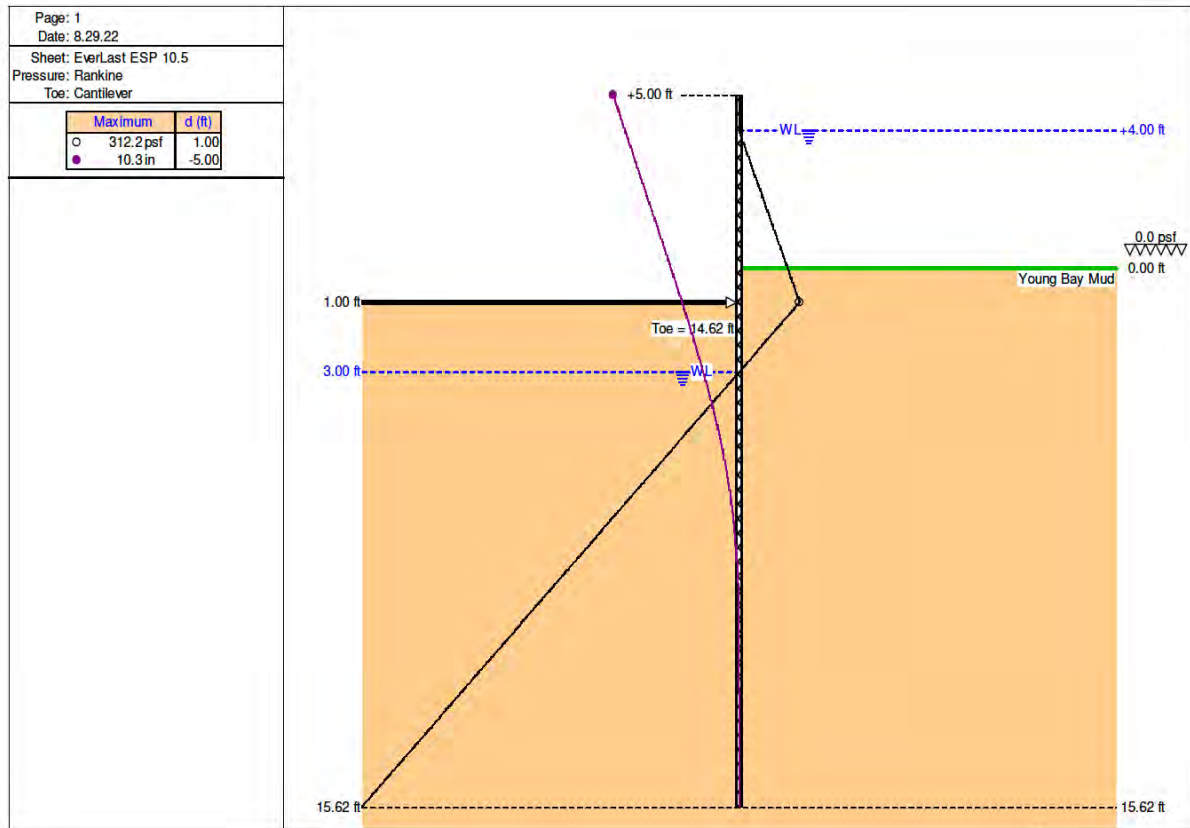 Page: 1
Date: 8.29.22
Sheet: EverLast ESP 10.5
Pressure: Rankine
Toe: Cantilever
Maximum d (ft)
312.2 psf 1.00
10.3 in -5.00
+5.00 ft
WL +4.00 ft
0.0 psf
0.00 ft
Young Bay Mud
1.00 ft
Toe = 14.62 ft
3.00 ft WL
15.62 ft 15.62 ft